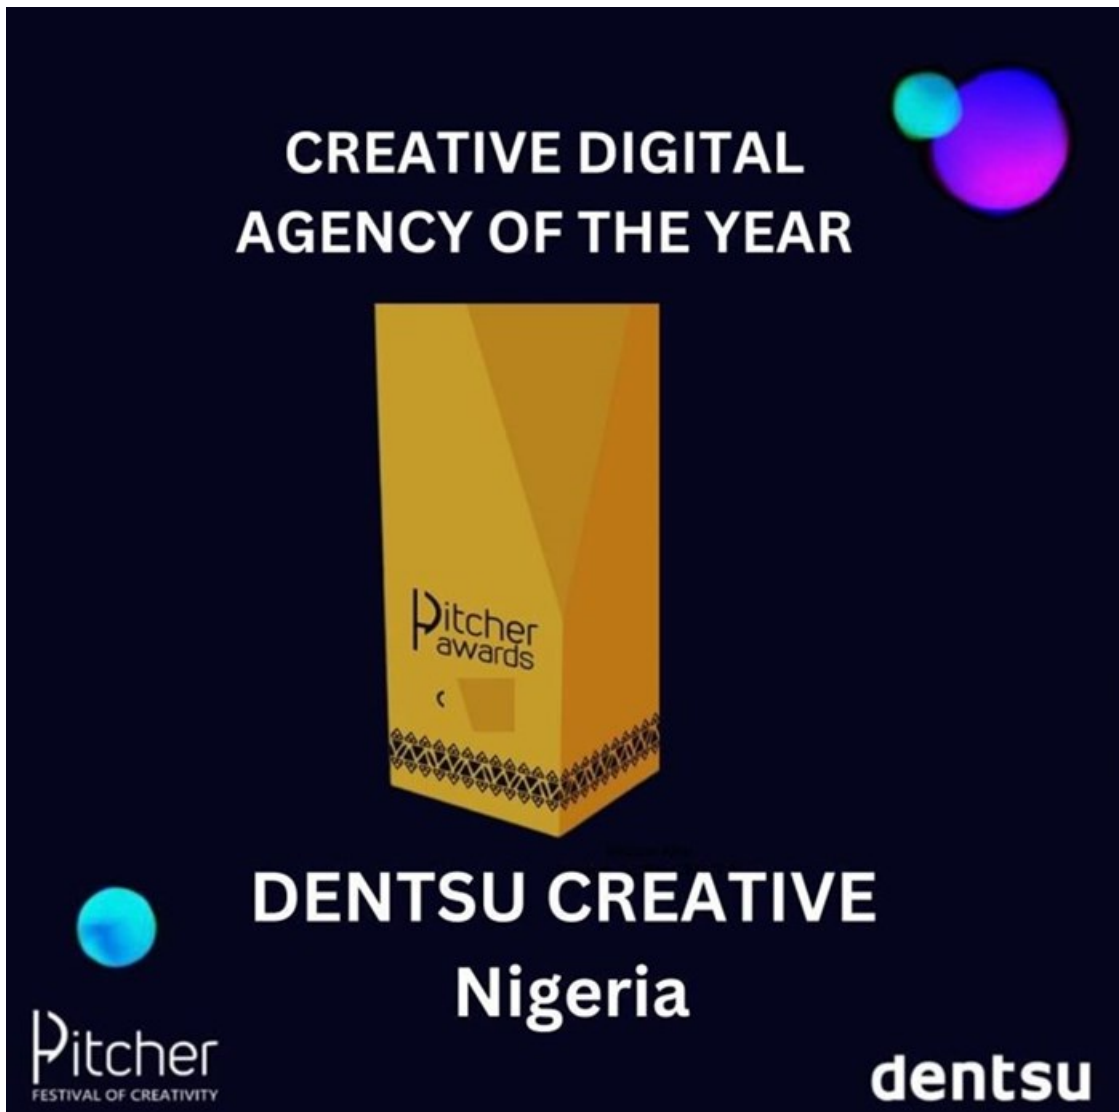 CREATIVE DIGITAL
AGENCY OF THE YEAR
Pitcher
awards
DENTSU CREATIVE
Nigeria
Pitcher
FESTIVAL OF CREATIVITY
dentsu